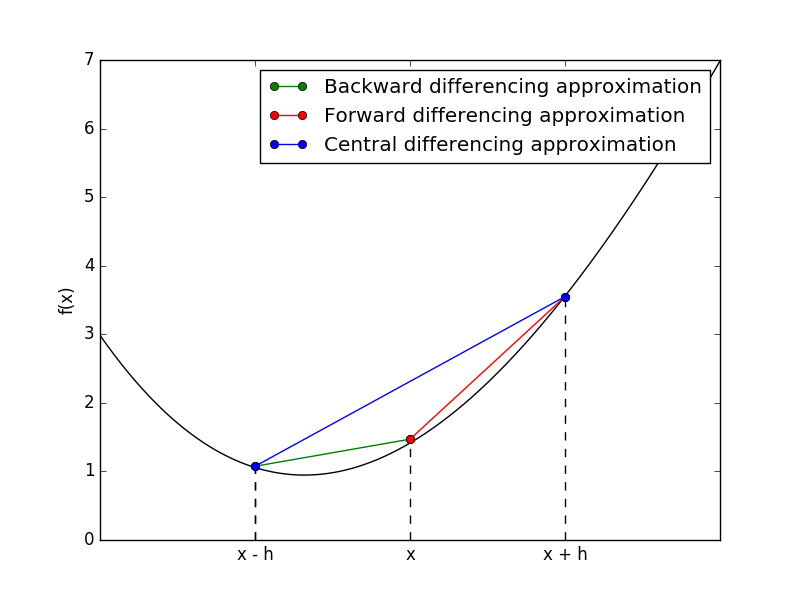 7
6
5
4
3
2
1
0
f(x)
Backward differencing approximation
Forward differencing approximation
Central differencing approximation
x - h
x
x + h